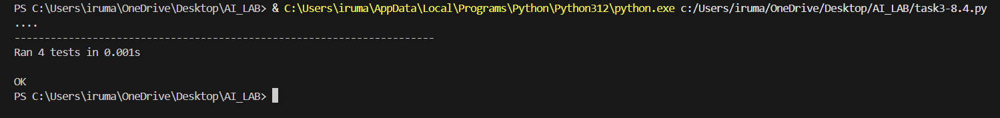 PS C:\Users\iruma\OneDrive\Desktop\AI_LAB> & C:\Users\iruma\AppData\Local\Programs\Python\Python312\python.exe c:/Users/iruma/OneDrive/Desktop/AI_LAB/task3-8.4.py
....
----------------------------------------------------------------------
Ran 4 tests in 0.001s
OK
PS C:\Users\iruma\OneDrive\Desktop\AI_LAB>